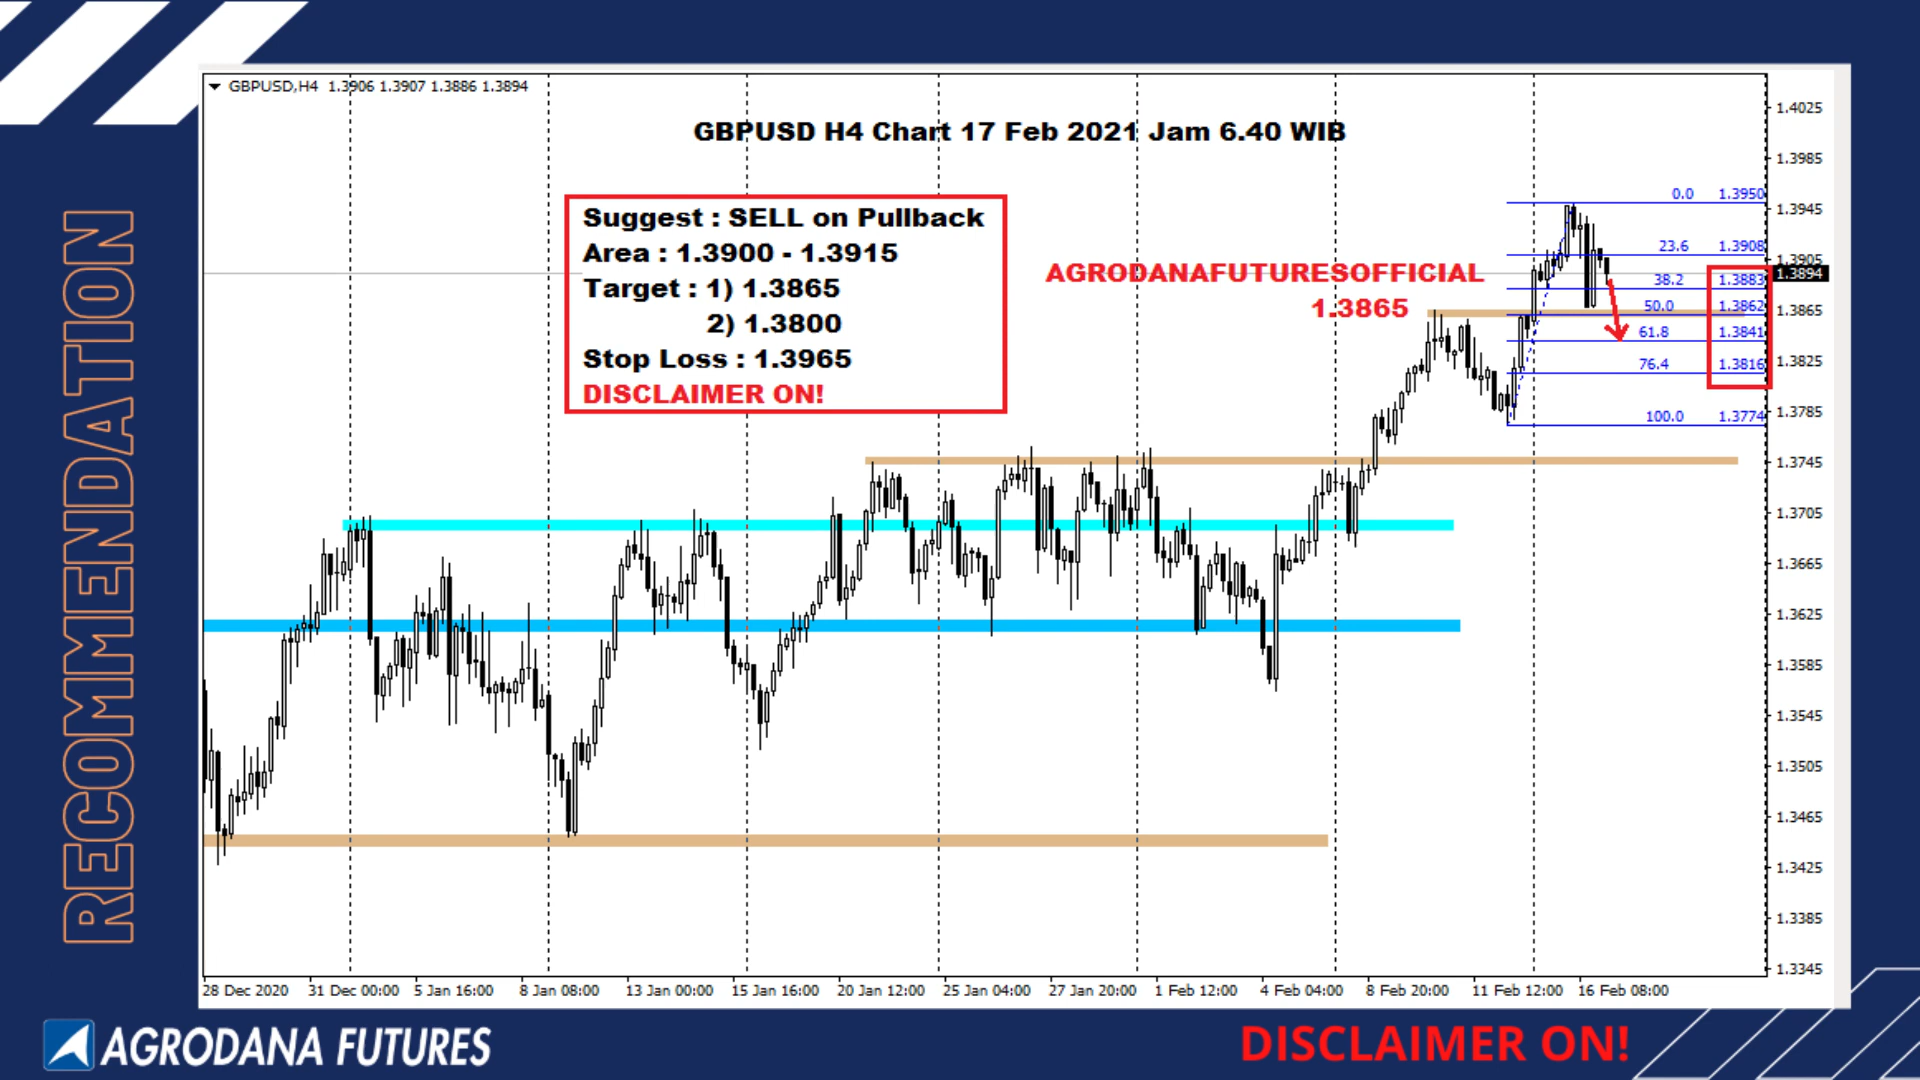 RECOMMENDATION
GBPUSD,H4 1.3906 1.3907 1.3886 1.3894
GBPUSD H4 Chart 17 Feb 2021 Jam 6.40 WIB
Suggest : SELL on Pullback
Area : 1.3900 - 1.3915
Target : 1) 1.3865
2) 1.3800
Stop Loss : 1.3965
DISCLAIMER ON!
AGRODANAFUTURESOFFICIAL
1.3865
0.0 1.3950
23.6 1.3908
38.2 1.3883
50.0 1.3862
61.8 1.3841
76.4 1.3816
100.0 1.3774
1.4025
1.3985
1.3945
1.3905
1.3894
1.3865
1.3825
1.3785
1.3745
1.3705
1.3665
1.3625
1.3585
1.3545
1.3505
1.3465
1.3425
1.3385
1.3345
28 Dec 2020 31 Dec 00:00 5 Jan 16:00 8 Jan 08:00 13 Jan 00:00 15 Jan 16:00 20 Jan 12:00 25 Jan 04:00 27 Jan 20:00 1 Feb 12:00 4 Feb 04:00 8 Feb 20:00 11 Feb 12:00 16 Feb 08:00
AGRODANA FUTURES
DISCLAIMER ON!